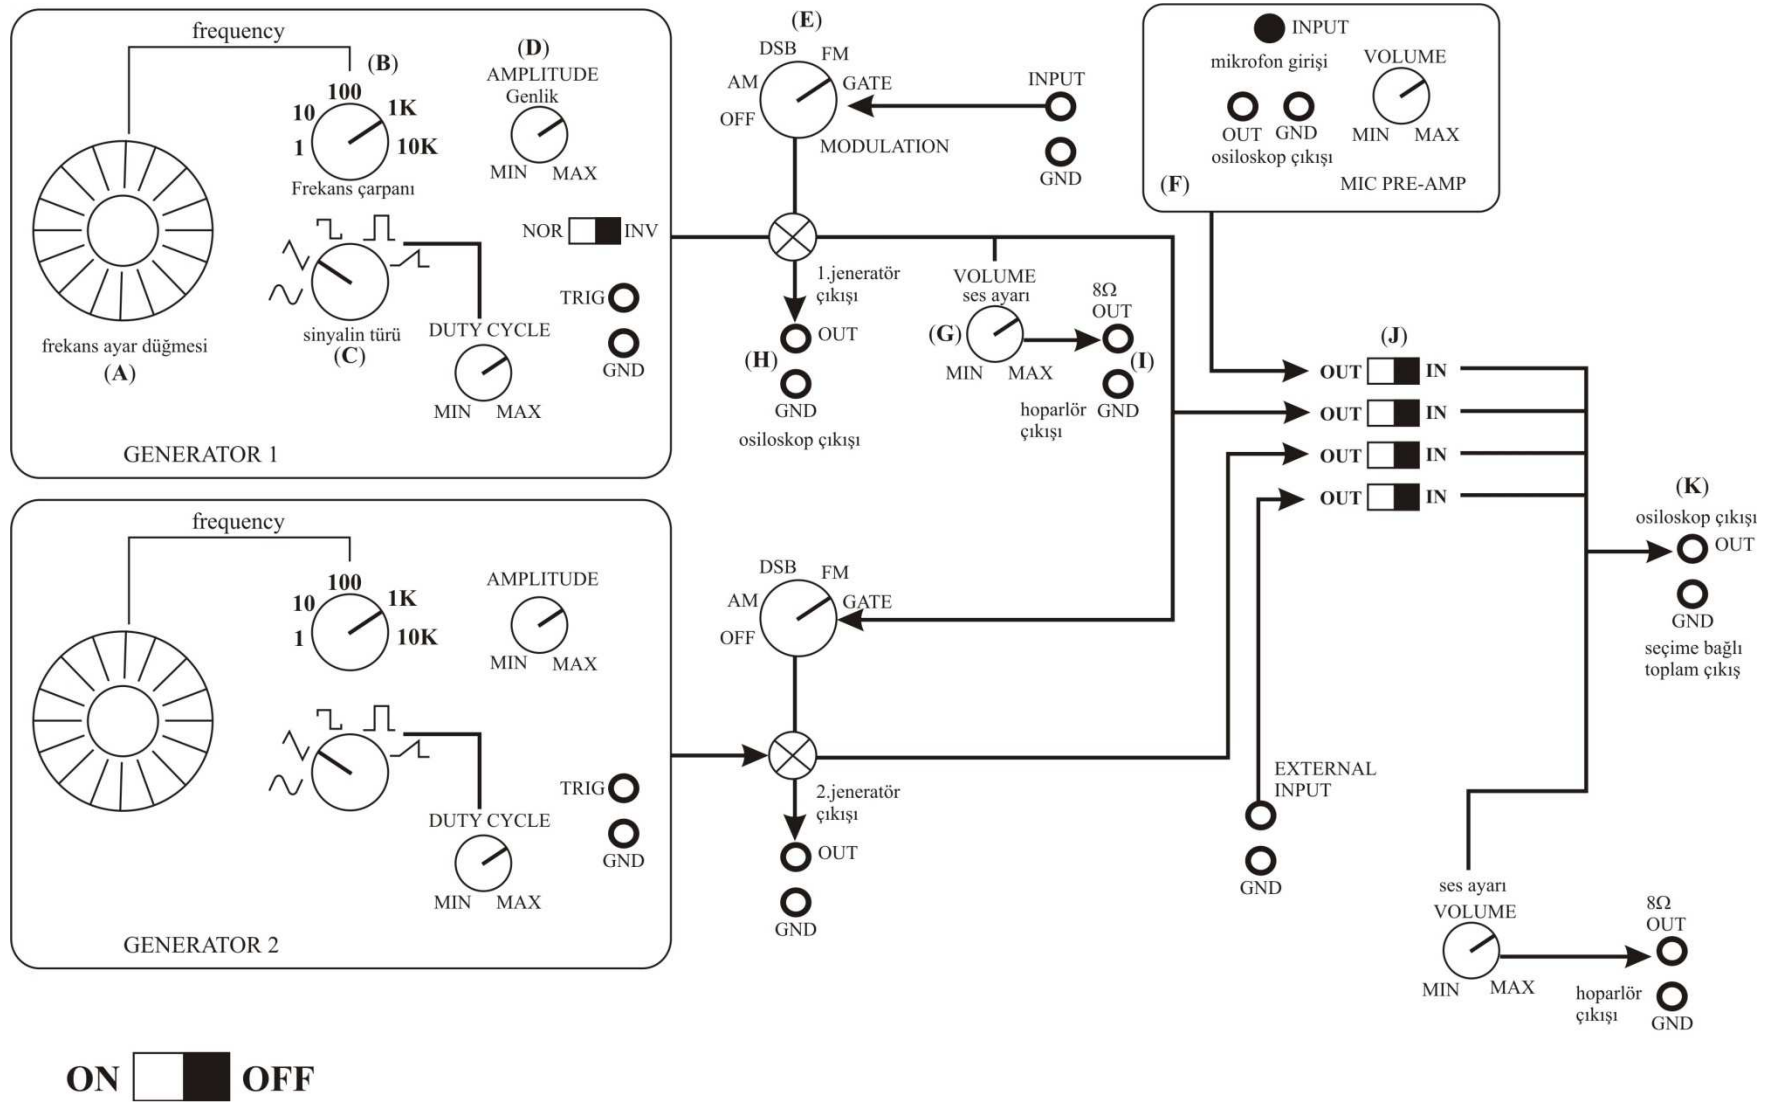 frequency
(B)
1
10
100
1K
10K
Frekans çarpanı
(D)
AMPLITUDE
Genlik
MIN MAX
NOR INV
frekans ayar düğmesi
(A)
sinyalin türü
(C)
DUTY CYCLE
MIN MAX
TRIG
GND
GENERATOR 1
(E)
OFF
AM
DSB
FM
GATE
MODULATION
INPUT
GND
1.jeneratör
çıkışı
(H)
OUT
GND
osiloskop çıkışı
VOLUME
ses ayarı
(G)
MIN MAX
8Ω
OUT
(I)
hoparlör
çıkışı
GND
INPUT
mikrofon girişi
OUT GND
osiloskop çıkışı
VOLUME
MIN MAX
(F)
MIC PRE-AMP
(J)
OUT IN
OUT IN
OUT IN
OUT IN
(K)
osiloskop çıkışı
OUT
GND
seçime bağlı
toplam çıkış
frequency
1
10
100
1K
10K
AMPLITUDE
MIN MAX
DUTY CYCLE
MIN MAX
TRIG
GND
GENERATOR 2
OFF
AM
DSB
FM
GATE
2.jeneratör
çıkışı
OUT
GND
EXTERNAL
INPUT
GND
ses ayarı
VOLUME
MIN MAX
8Ω
OUT
hoparlör
çıkışı
GND
ON OFF